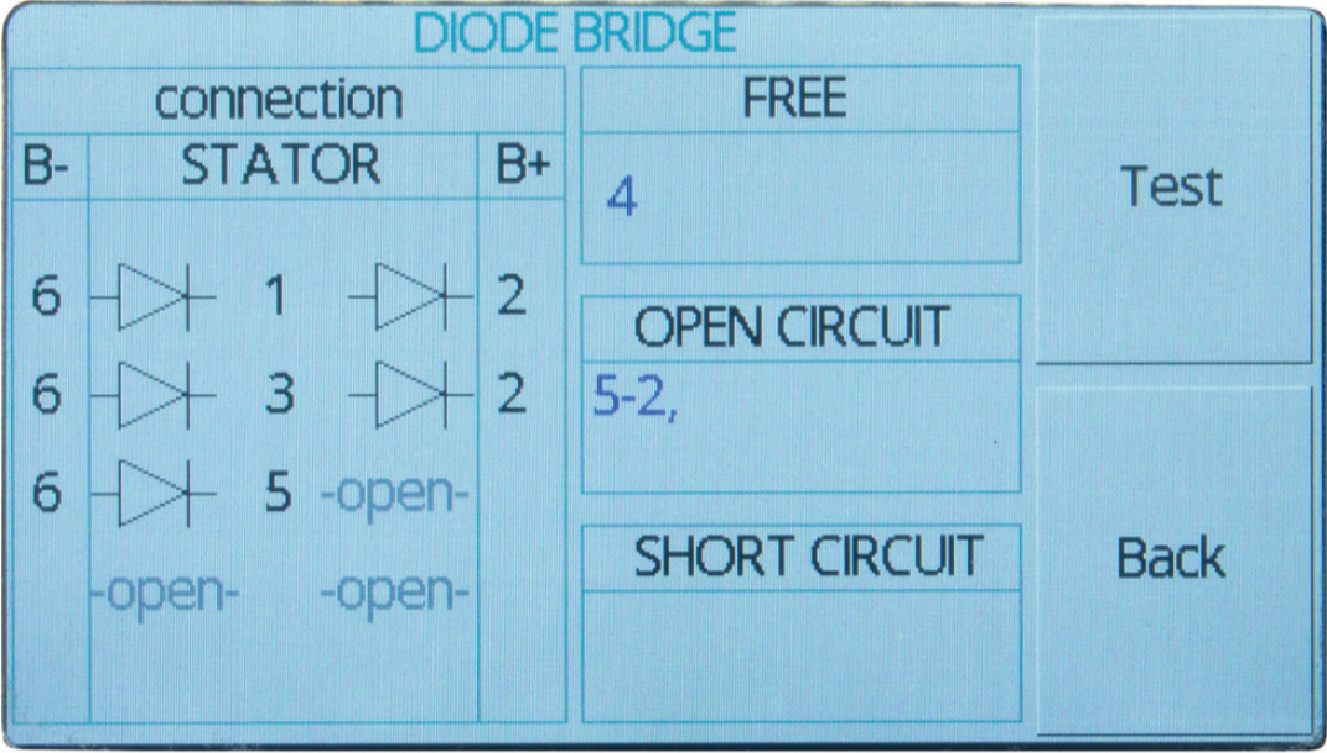 DIODE BRIDGE
connection
B- STATOR B+
6 1 2
6 3 2
6 5 -open-
-open- -open-
FREE
4
OPEN CIRCUIT
5-2,
SHORT CIRCUIT
Test
Back